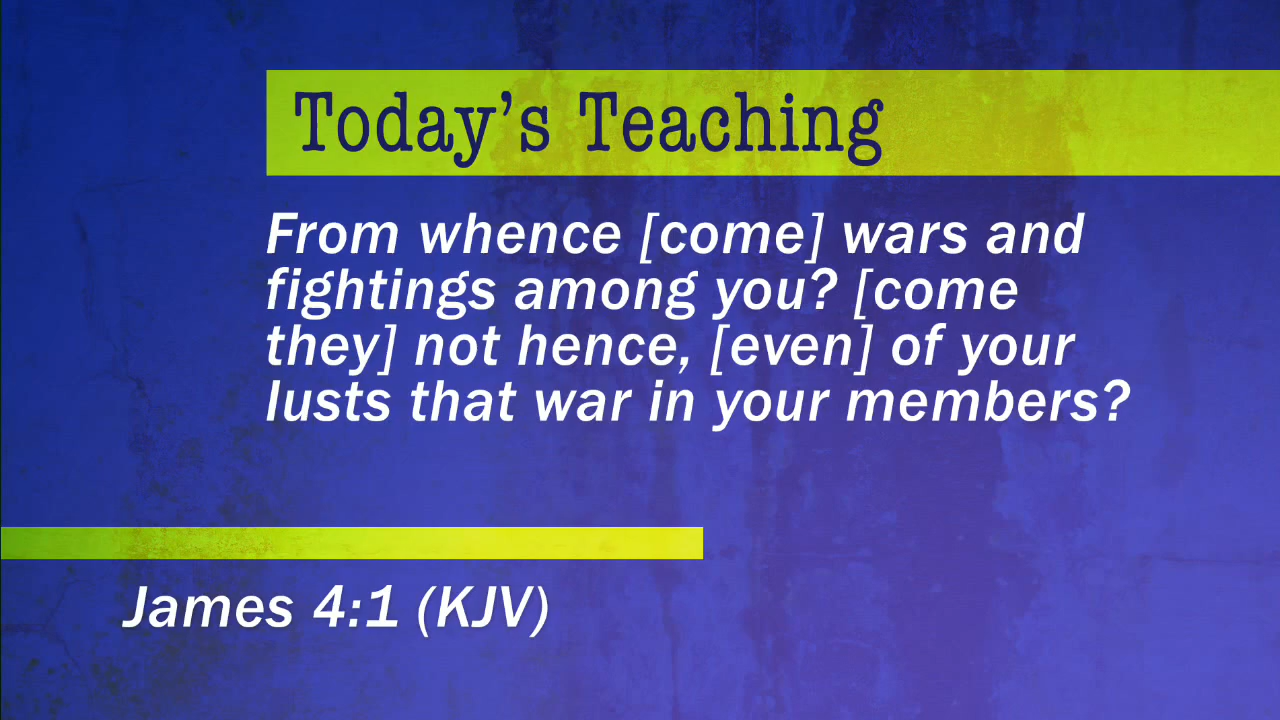 Today's Teaching
From whence [come] wars and
fightings among you? [come
they] not hence, [even] of your
lusts that war in your members?
James 4:1 (KJV)